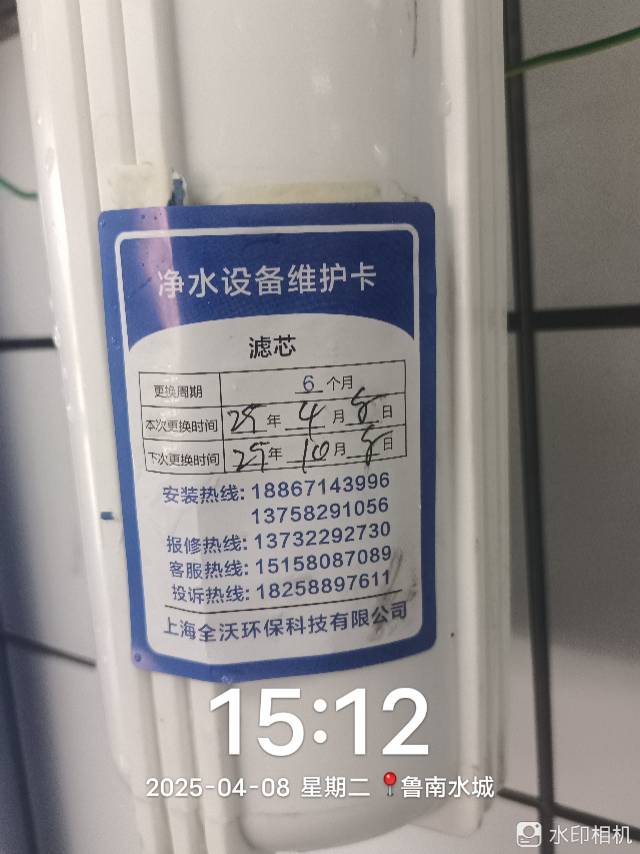 净水设备维护卡
滤芯
更换周期 6 个月
本次更换时间 25 年 4 月 8 日
下次更换时间 25 年 10 月 8 日
安装热线: 18867143996
13758291056
报修热线: 13732292730
客服热线: 15158087089
投诉热线: 18258897611
上海全沃环保科技有限公司
15:12
2025-04-08 星期二 📍鲁南水城
水印相机